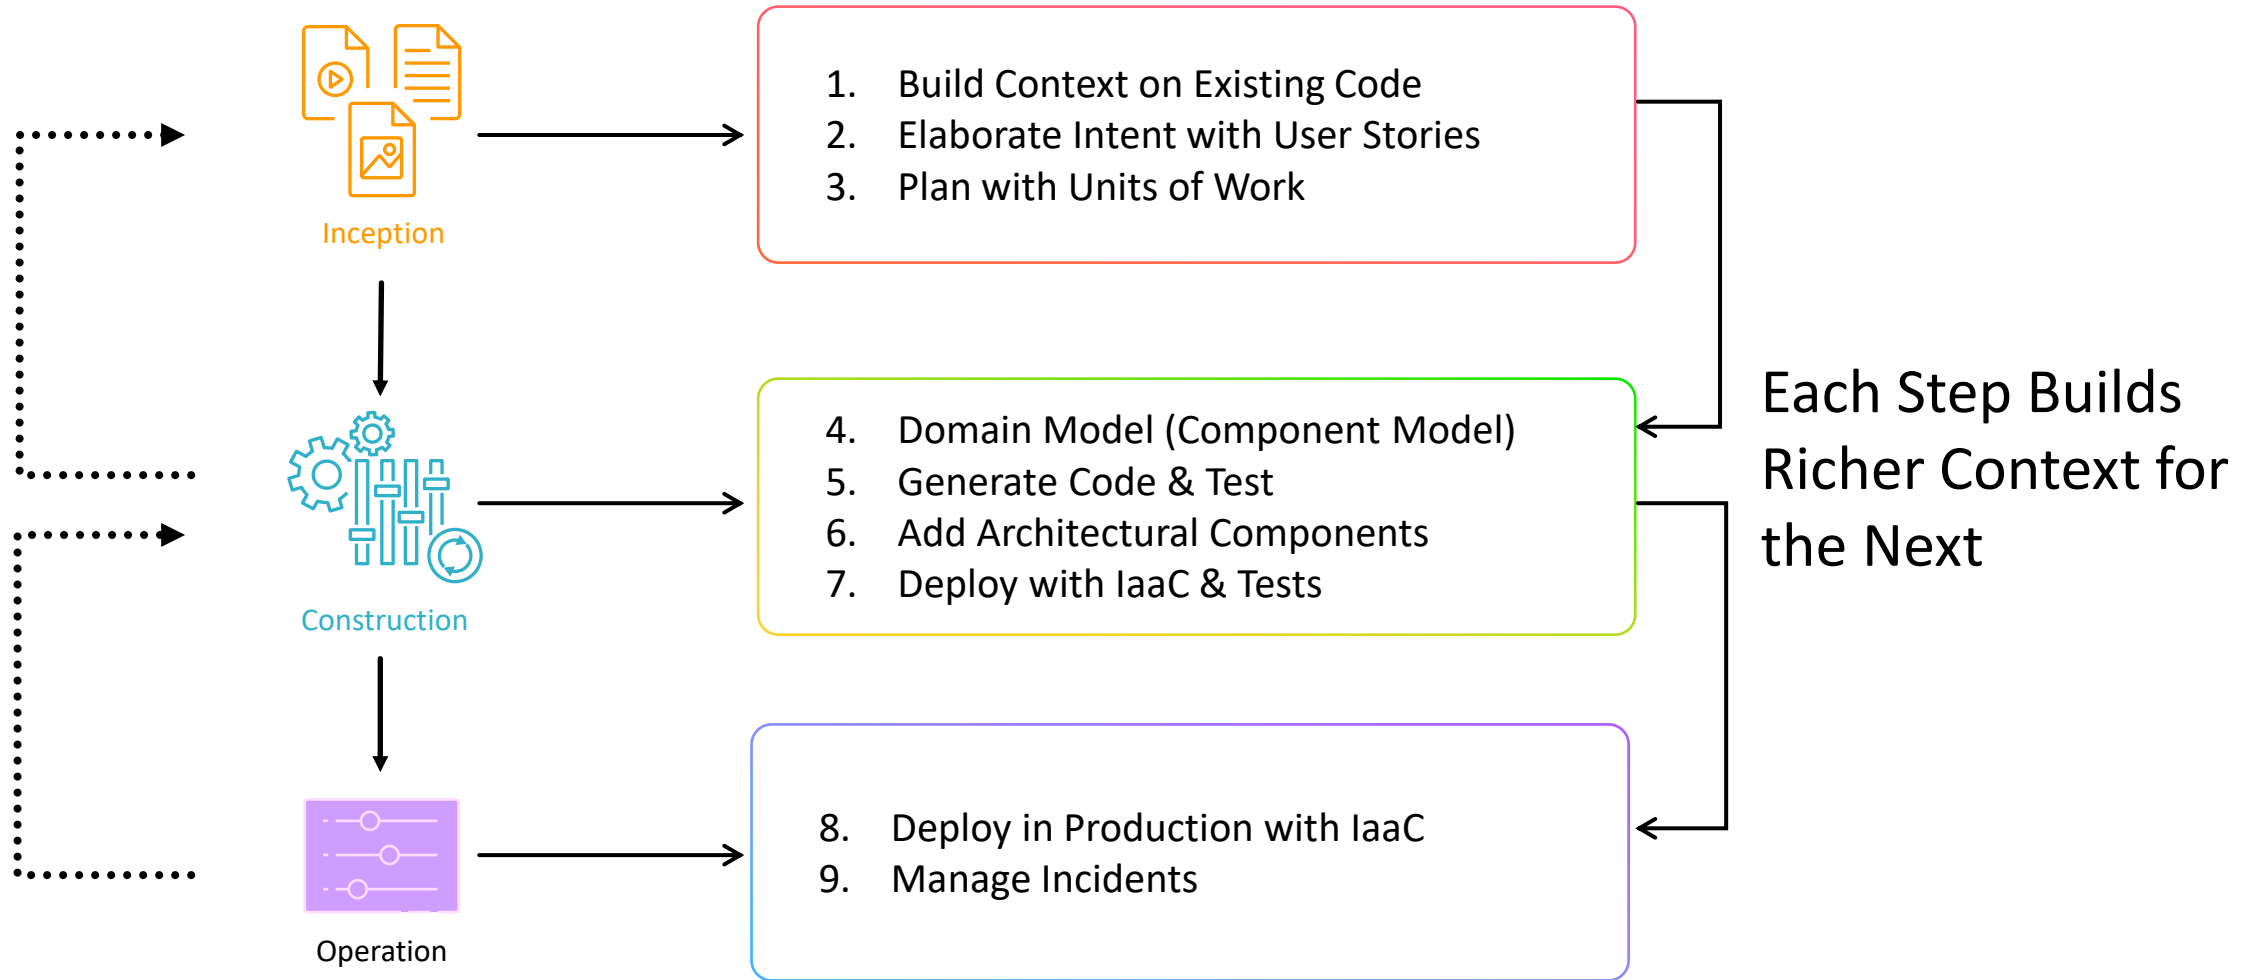 Inception
1. Build Context on Existing Code
2. Elaborate Intent with User Stories
3. Plan with Units of Work
Construction
4. Domain Model (Component Model)
5. Generate Code & Test
6. Add Architectural Components
7. Deploy with IaaC & Tests
Each Step Builds
Richer Context for
the Next
Operation
8. Deploy in Production with IaaC
9. Manage Incidents